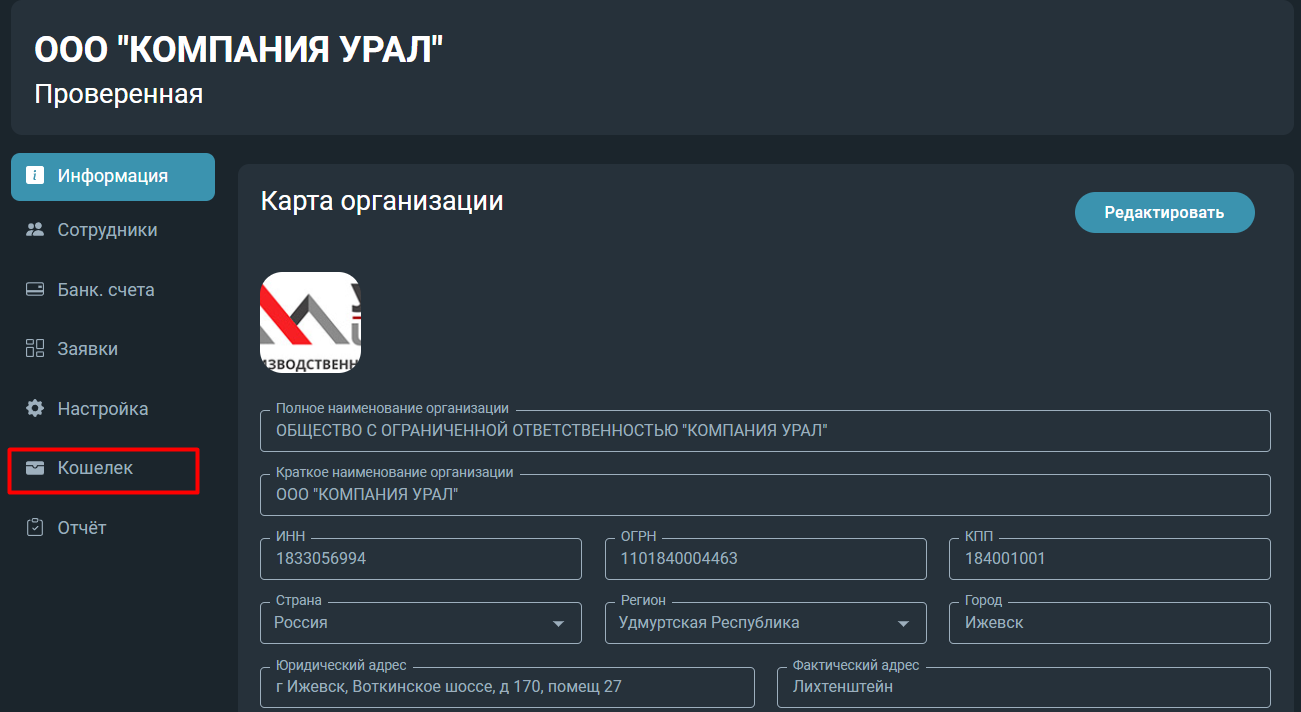 ООО "КОМПАНИЯ УРАЛ"
Проверенная
Информация
Сотрудники
Банк. счета
Заявки
Настройка
Кошелек
Отчёт
Карта организации
Редактировать
Полное наименование организации
ОБЩЕСТВО С ОГРАНИЧЕННОЙ ОТВЕТСТВЕННОСТЬЮ "КОМПАНИЯ УРАЛ"
Краткое наименование организации
ООО "КОМПАНИЯ УРАЛ"
ИНН ОГРН КПП
1833056994 1101840004463 184001001
Страна Регион Город
Россия Удмуртская Республика Ижевск
Юридический адрес Фактический адрес
г Ижевск, Воткинское шоссе, д 170, помещ 27 Лихтенштейн